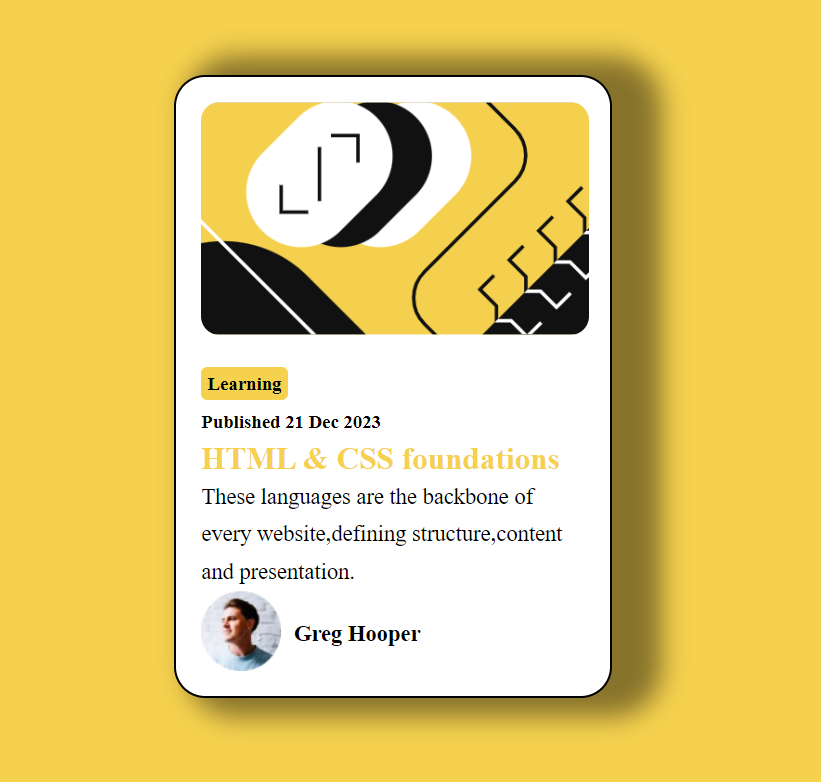 Learning
Published 21 Dec 2023
HTML & CSS foundations
These languages are the backbone of
every website,defining structure,content
and presentation.
Greg Hooper